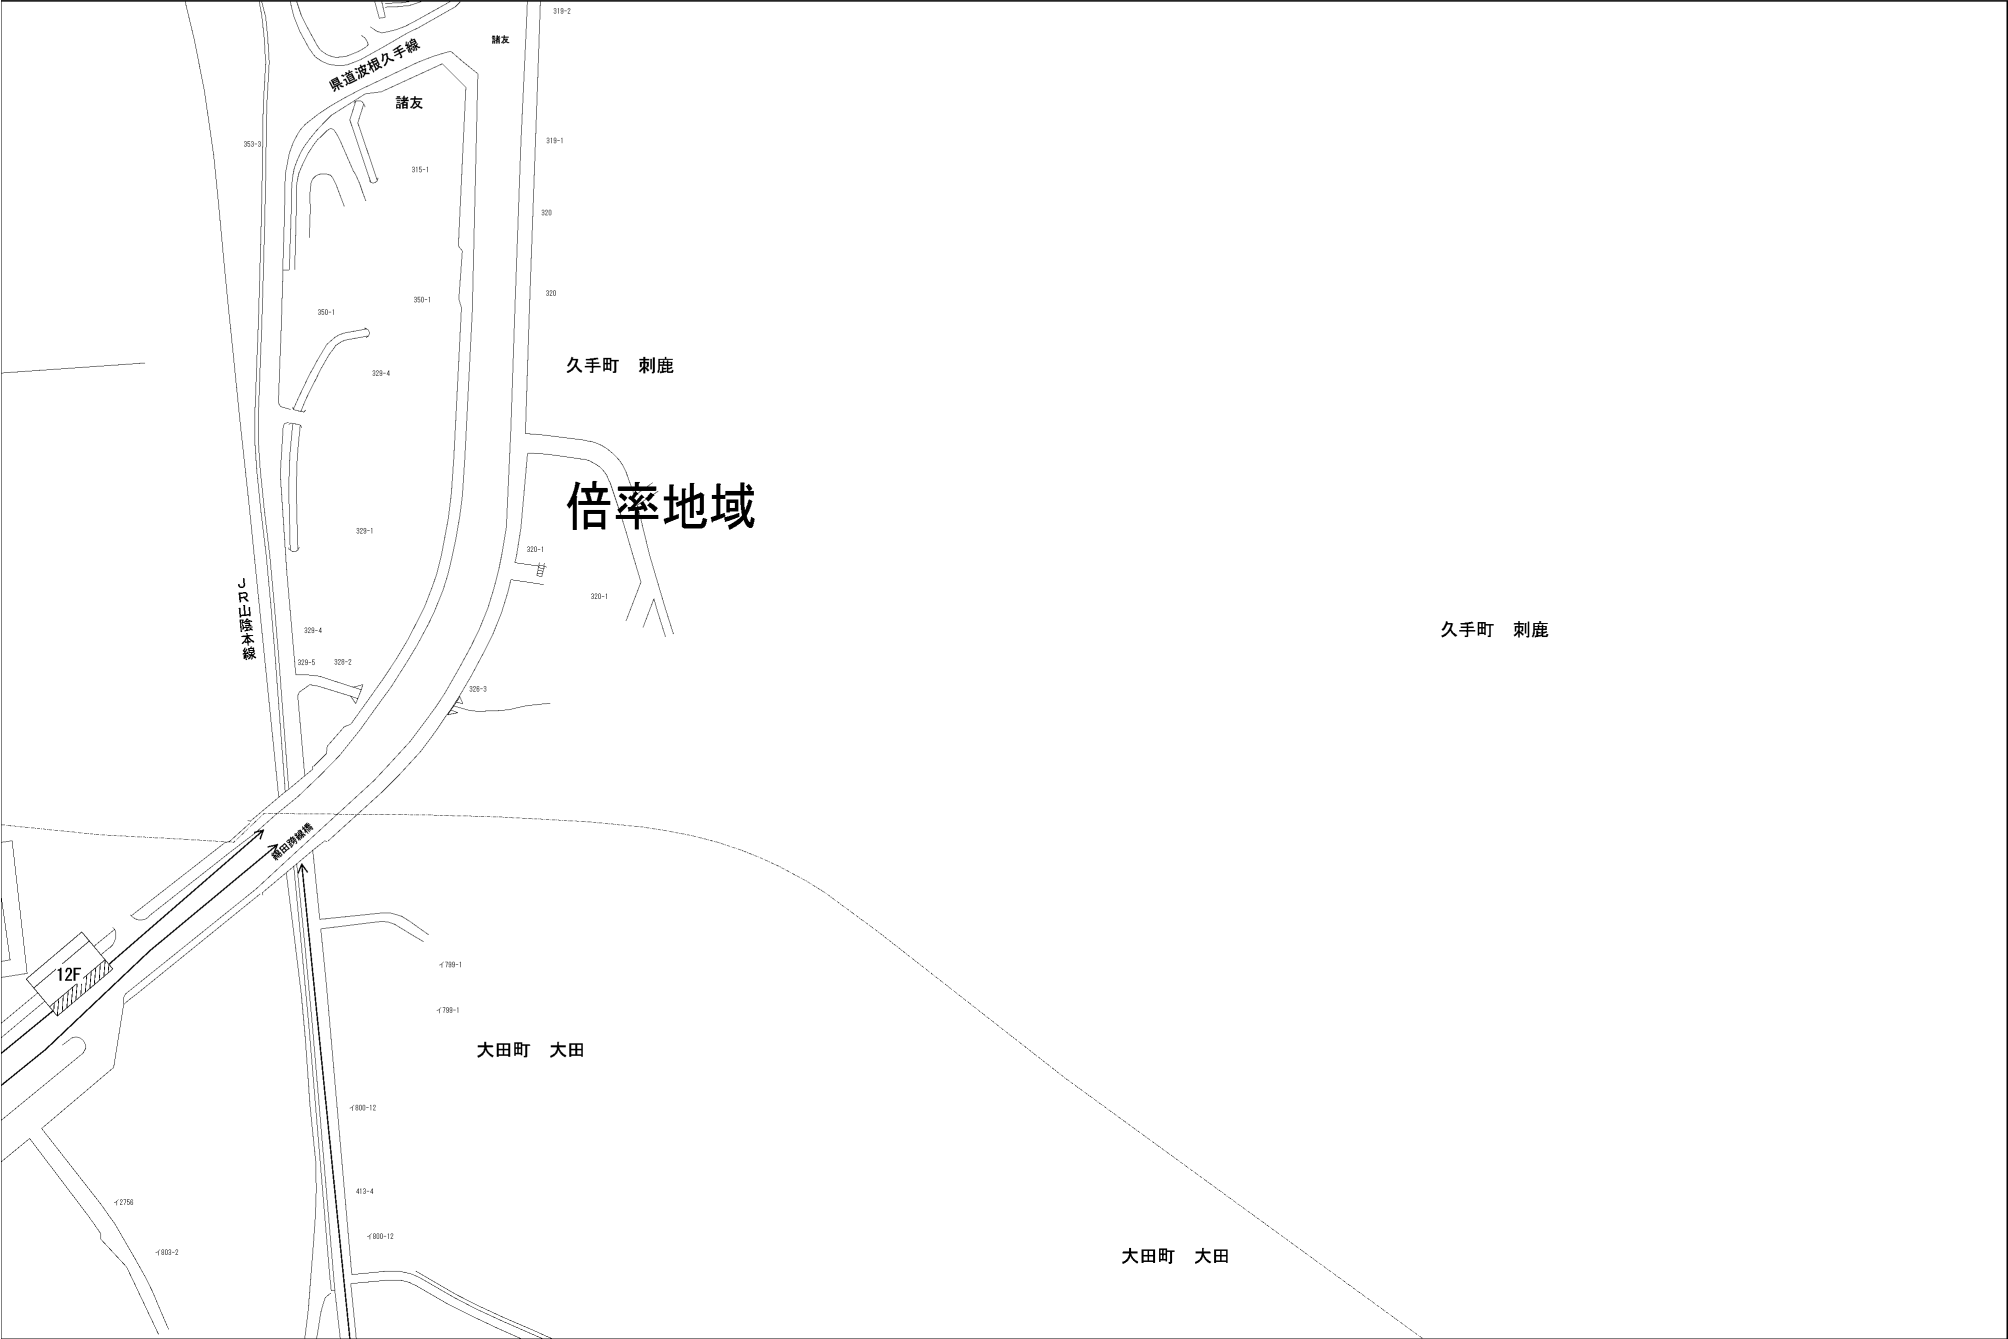 319-2
諸友
県道波根久手線
諸友
353-3
319-1
315-1
320
320
350-1
350-1
久手町 刺鹿
329-4
倍率地域
329-1
320-1
JR山陰本線
320-1
329-4
久手町 刺鹿
329-5
328-2
326-3
綿田跨線橋
イ799-1
12F
イ799-1
大田町 大田
イ800-12
413-4
イ2756
イ800-12
イ803-2
大田町 大田